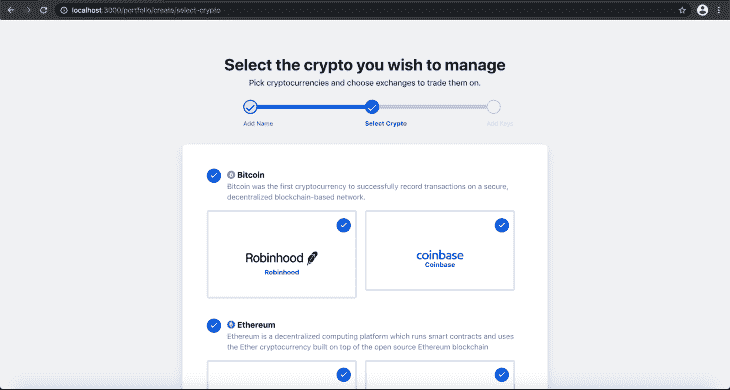 localhost:3000/portfolio/create/select-crypto
Select the crypto you wish to manage
Pick cryptocurrencies and choose exchanges to trade them on.
Add Name
Select Crypto
Add Keys
Bitcoin
Bitcoin was the first cryptocurrency to successfully record transactions on a secure,
decentralized blockchain-based network.
Robinhood
Robinhood
coinbase
Coinbase
Ethereum
Ethereum is a decentralized computing platform which runs smart contracts and uses
the Ether cryptocurrency built on top of the open source Ethereum blockchain